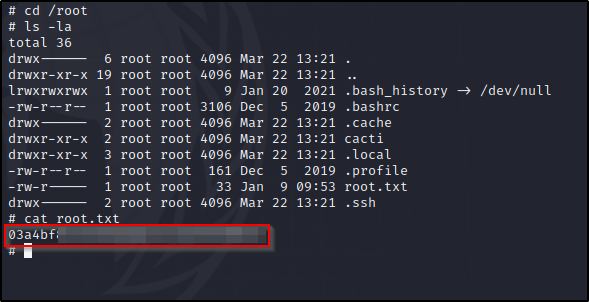 # cd /root
# ls -la
total 36
drwx------  6 root root 4096 Mar 22 13:21 .
drwxr-xr-x 19 root root 4096 Mar 22 13:21 ..
lrwxrwxrwx  1 root root    9 Jan 20  2021 .bash_history -> /dev/null
-rw-r--r--  1 root root 3106 Dec  5  2019 .bashrc
drwx------  2 root root 4096 Mar 22 13:21 .cache
drwxr-xr-x  2 root root 4096 Mar 22 13:21 cacti
drwxr-xr-x  3 root root 4096 Mar 22 13:21 .local
-rw-r--r--  1 root root  161 Dec  5  2019 .profile
-rw-r-----  1 root root   33 Jan  9 09:53 root.txt
drwx------  2 root root 4096 Mar 22 13:21 .ssh
# cat root.txt
03a4bf
#